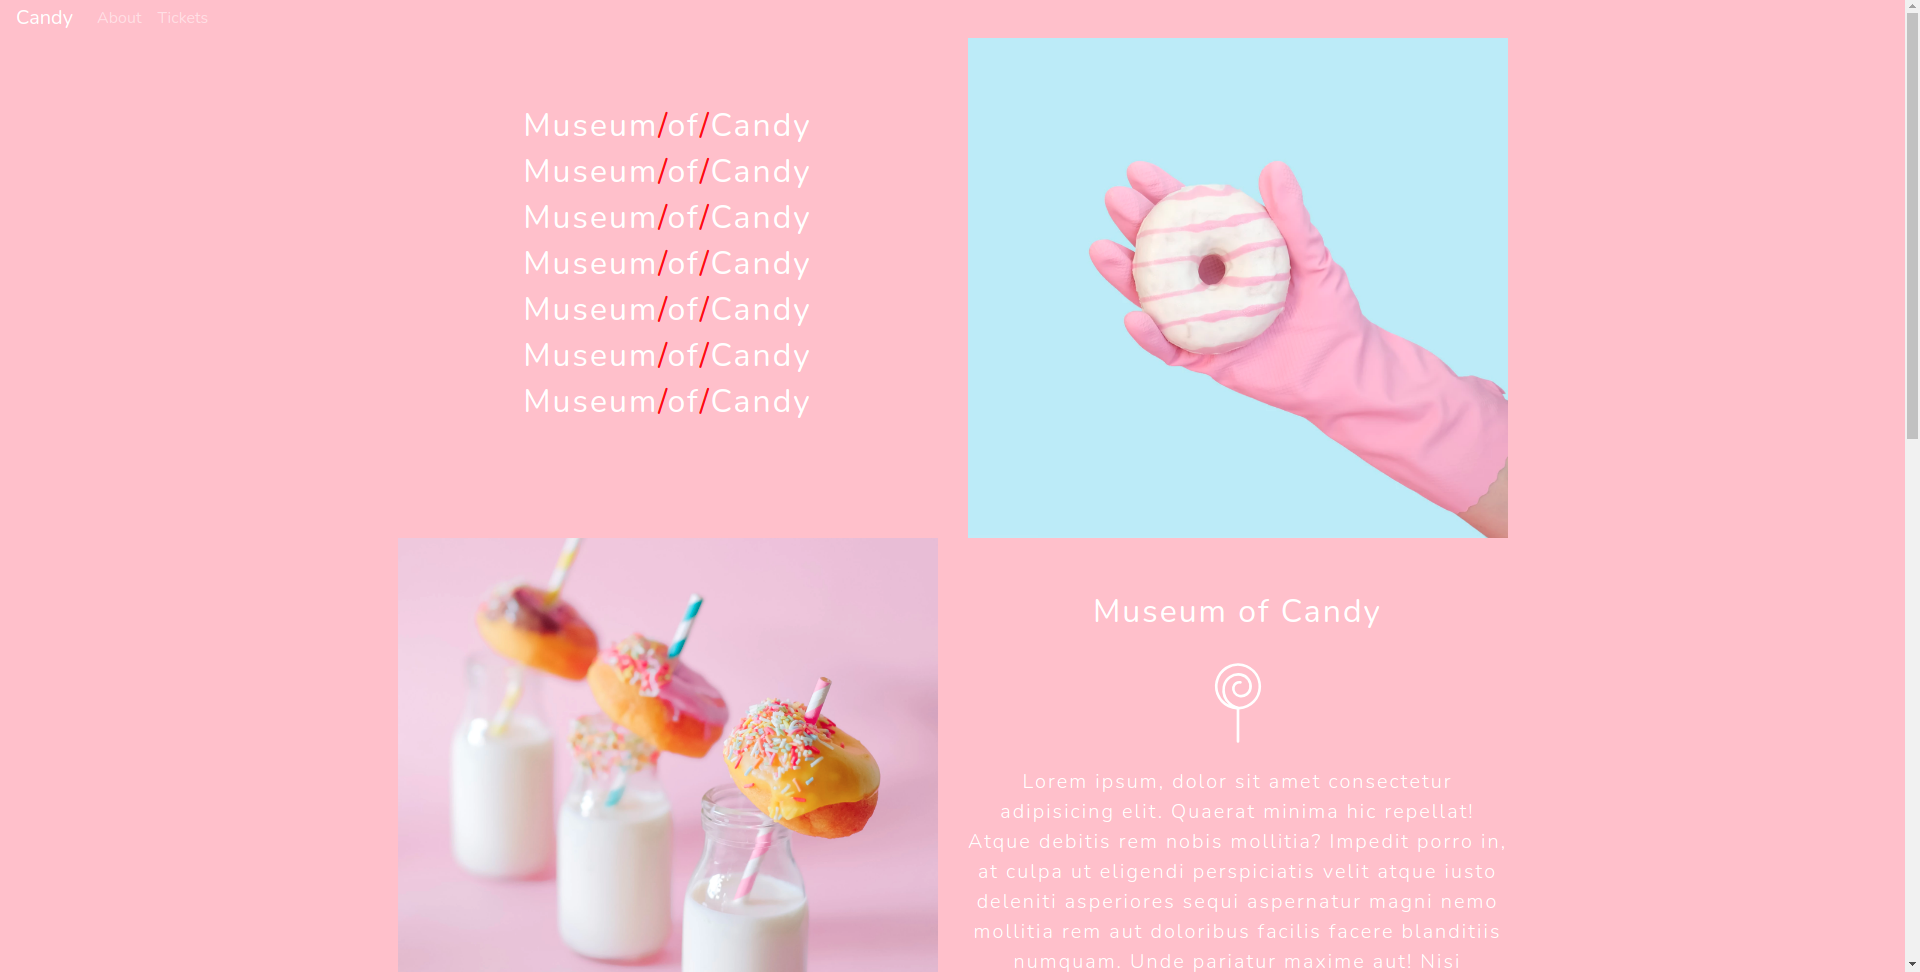 Candy About Tickets
Museum/of/Candy
Museum/of/Candy
Museum/of/Candy
Museum/of/Candy
Museum/of/Candy
Museum/of/Candy
Museum/of/Candy
Museum of Candy
Lorem ipsum, dolor sit amet consectetur
adipisicing elit. Quaerat minima hic repellat!
Atque debitis rem nobis mollitia? Impedit porro in,
at culpa ut eligendi perspiciatis velit atque iusto
deleniti asperiores sequi aspernatur magni nemo
mollitia rem aut doloribus facilis facere blanditiis
numquam. Unde pariatur maxime aut! Nisi